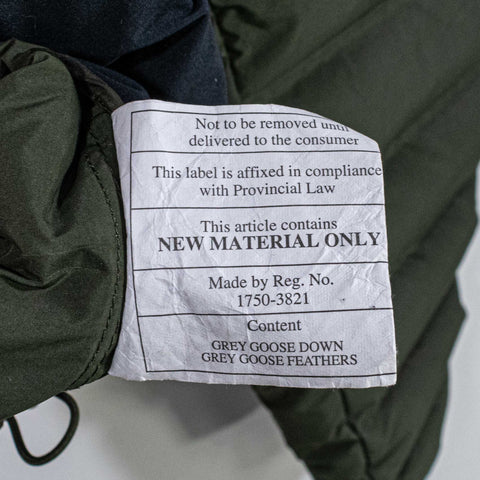 Not to be removed until
delivered to the consumer
This label is affixed in compliance
with Provincial Law
This article contains
NEW MATERIAL ONLY
Made by Reg. No.
1750-3821
Content
GREY GOOSE DOWN
GREY GOOSE FEATHERS